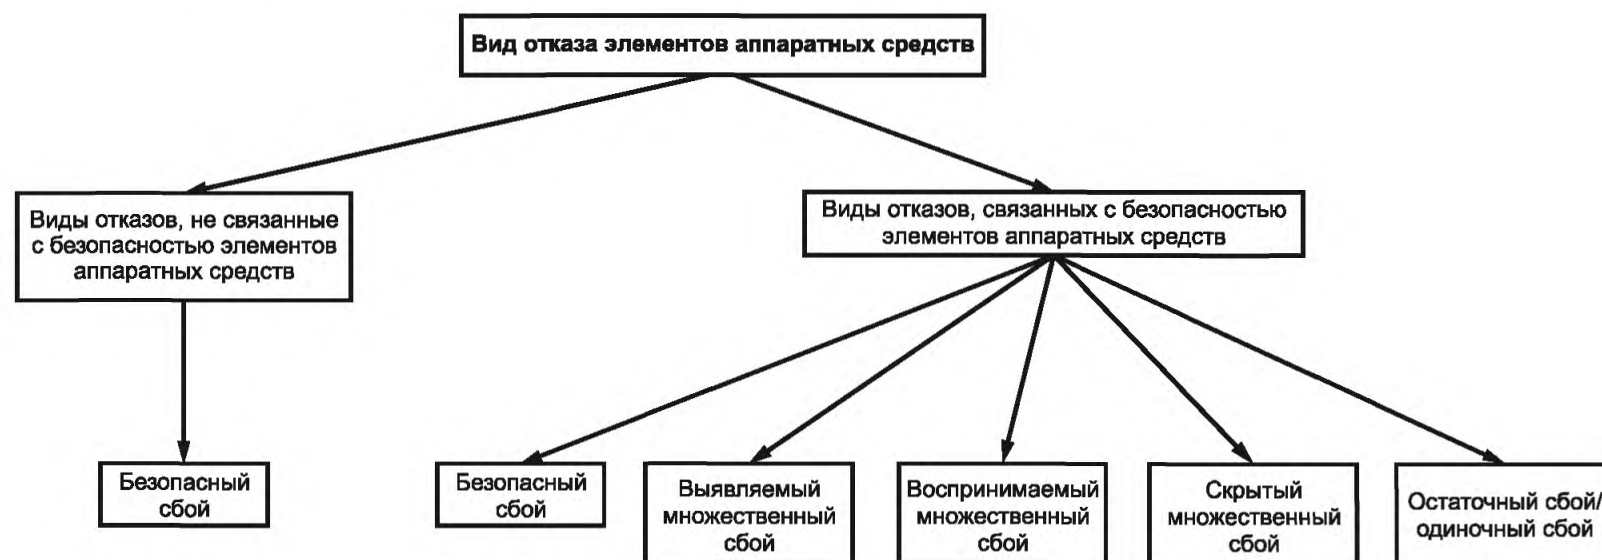 Вид отказа элементов аппаратных средств
Виды отказов, не связанные
с безопасностью элементов
аппаратных средств
Виды отказов, связанных с безопасностью
элементов аппаратных средств
Безопасный
сбой
Безопасный
сбой
Выявляемый
множественный
сбой
Воспринимаемый
множественный
сбой
Скрытый
множественный
сбой
Остаточный сбой/
одиночный сбой